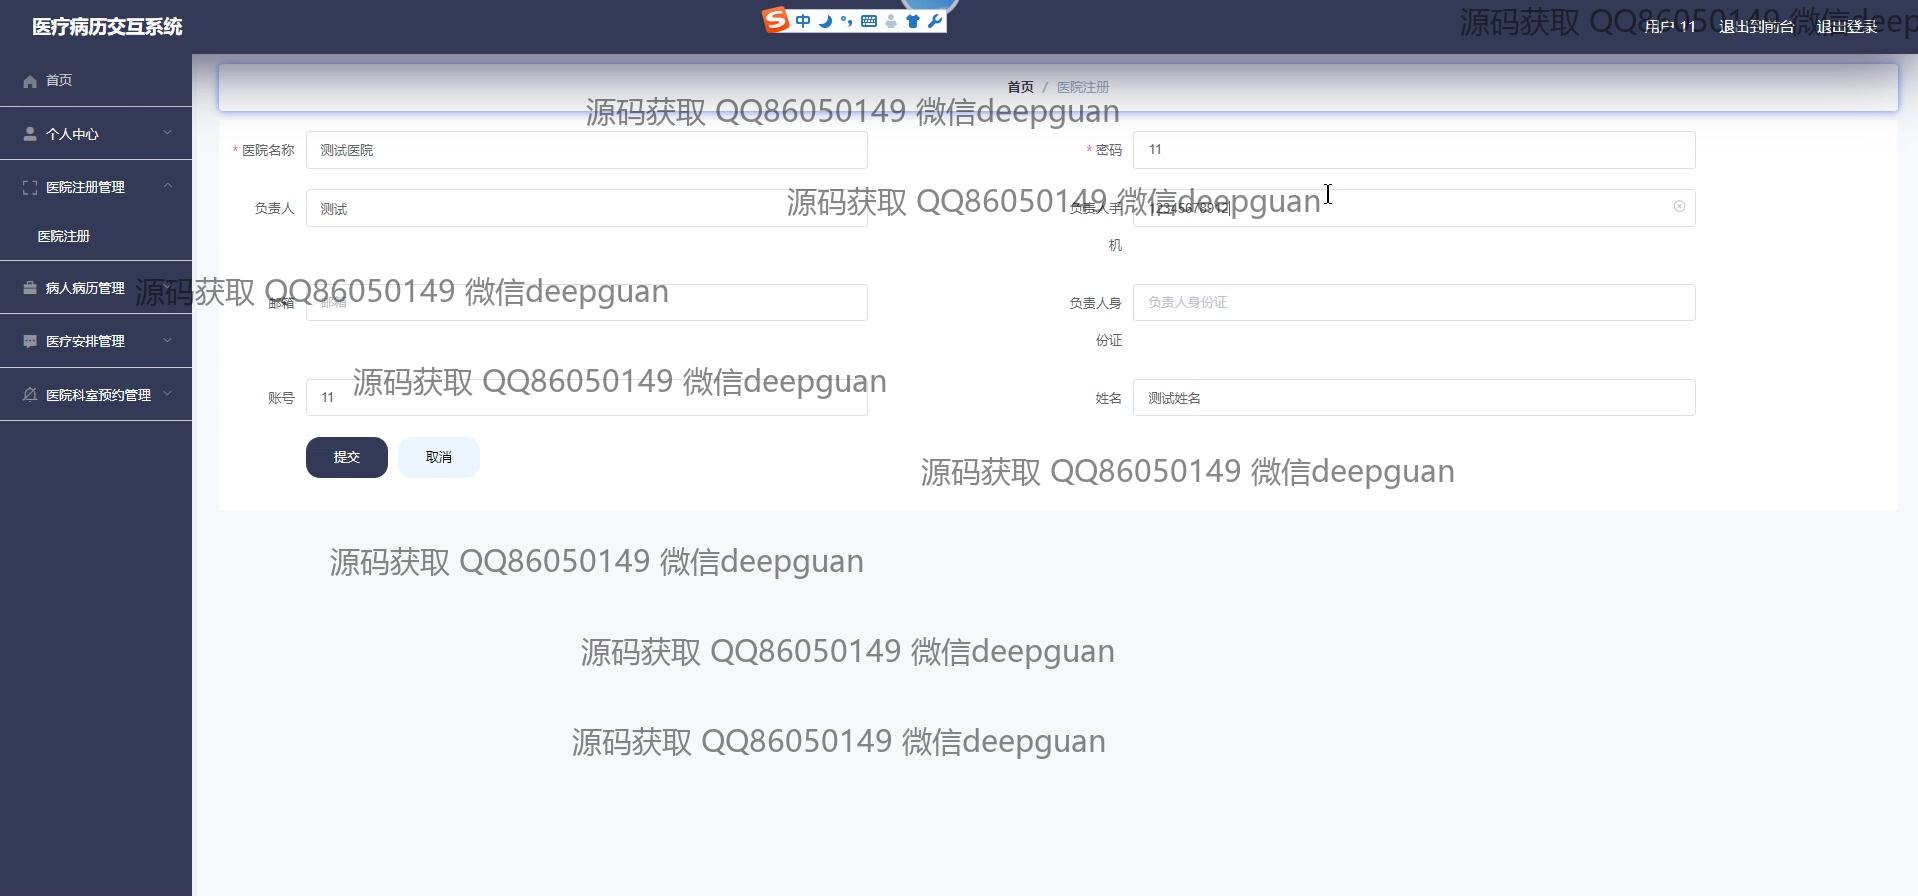 医疗病历交互系统
中
用户 11 退出到前台 退出登录
源码获取 QQ86050149 微信deep
首页
个人中心
医院注册管理
医院注册
病人病历管理
医疗安排管理
医院科室预约管理
首页 / 医院注册
源码获取 QQ86050149 微信deepguan
* 医院名称 测试医院 * 密码 11
负责人 测试 负责人手机 12345678912
源码获取 QQ86050149 微信deepguan
源码获取 QQ86050149 微信deepguan
邮箱 邮箱 负责人身份证 负责人身份证
源码获取 QQ86050149 微信deepguan
账号 11 姓名 测试姓名
提交 取消
源码获取 QQ86050149 微信deepguan
源码获取 QQ86050149 微信deepguan
源码获取 QQ86050149 微信deepguan
源码获取 QQ86050149 微信deepguan